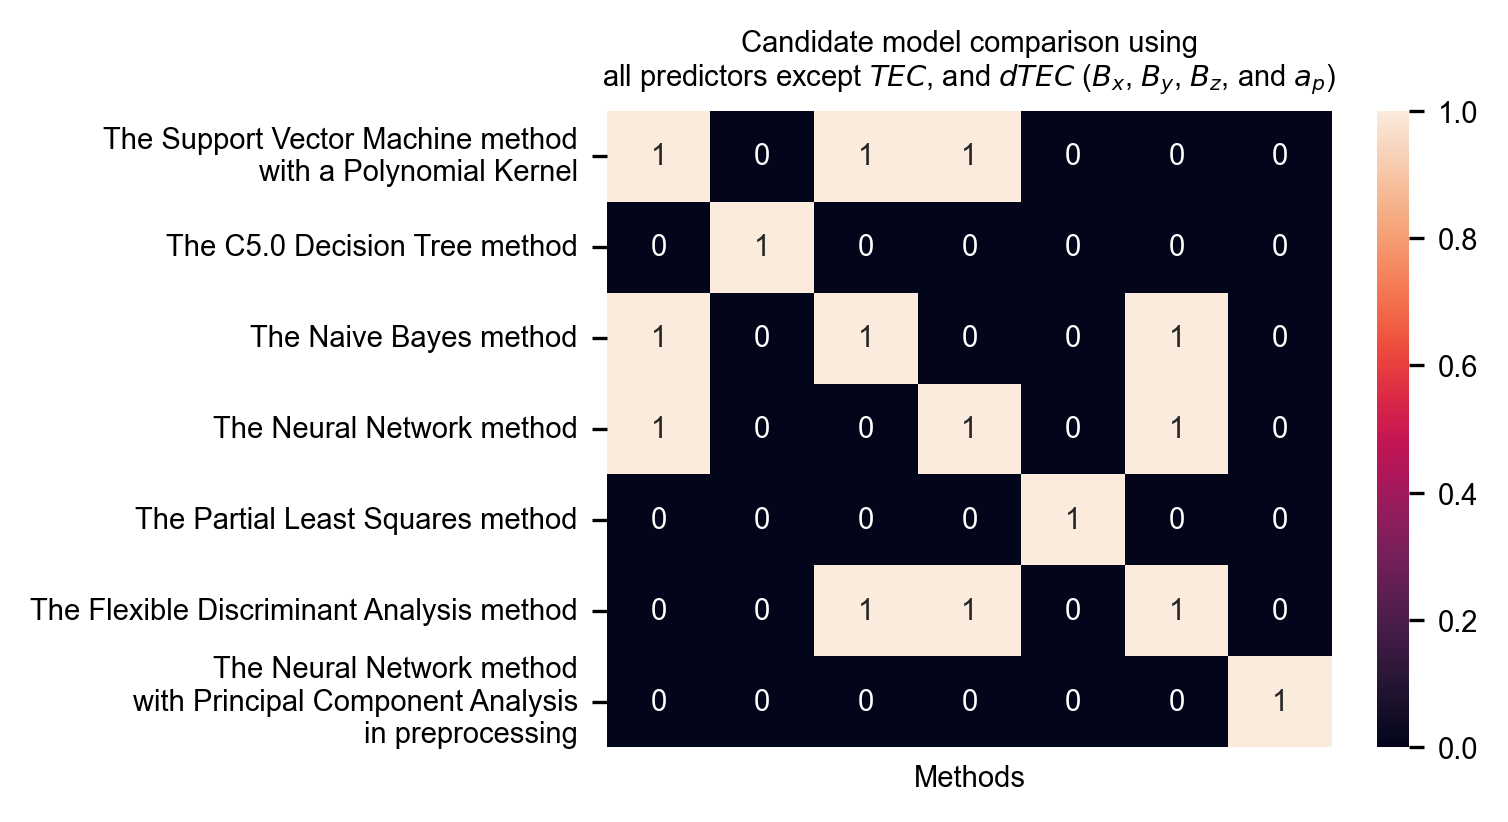 Candidate model comparison using
all predictors except TEC, and dTEC (Bx, By, Bz, and ap)
The Support Vector Machine method
with a Polynomial Kernel
1 0 1 1 0 0 0
The C5.0 Decision Tree method
0 1 0 0 0 0 0
The Naive Bayes method
1 0 1 0 0 1 0
The Neural Network method
1 0 0 1 0 1 0
The Partial Least Squares method
0 0 0 0 1 0 0
The Flexible Discriminant Analysis method
0 0 1 1 0 1 0
The Neural Network method
with Principal Component Analysis
in preprocessing
0 0 0 0 0 0 1
Methods
1.0
0.8
0.6
0.4
0.2
0.0